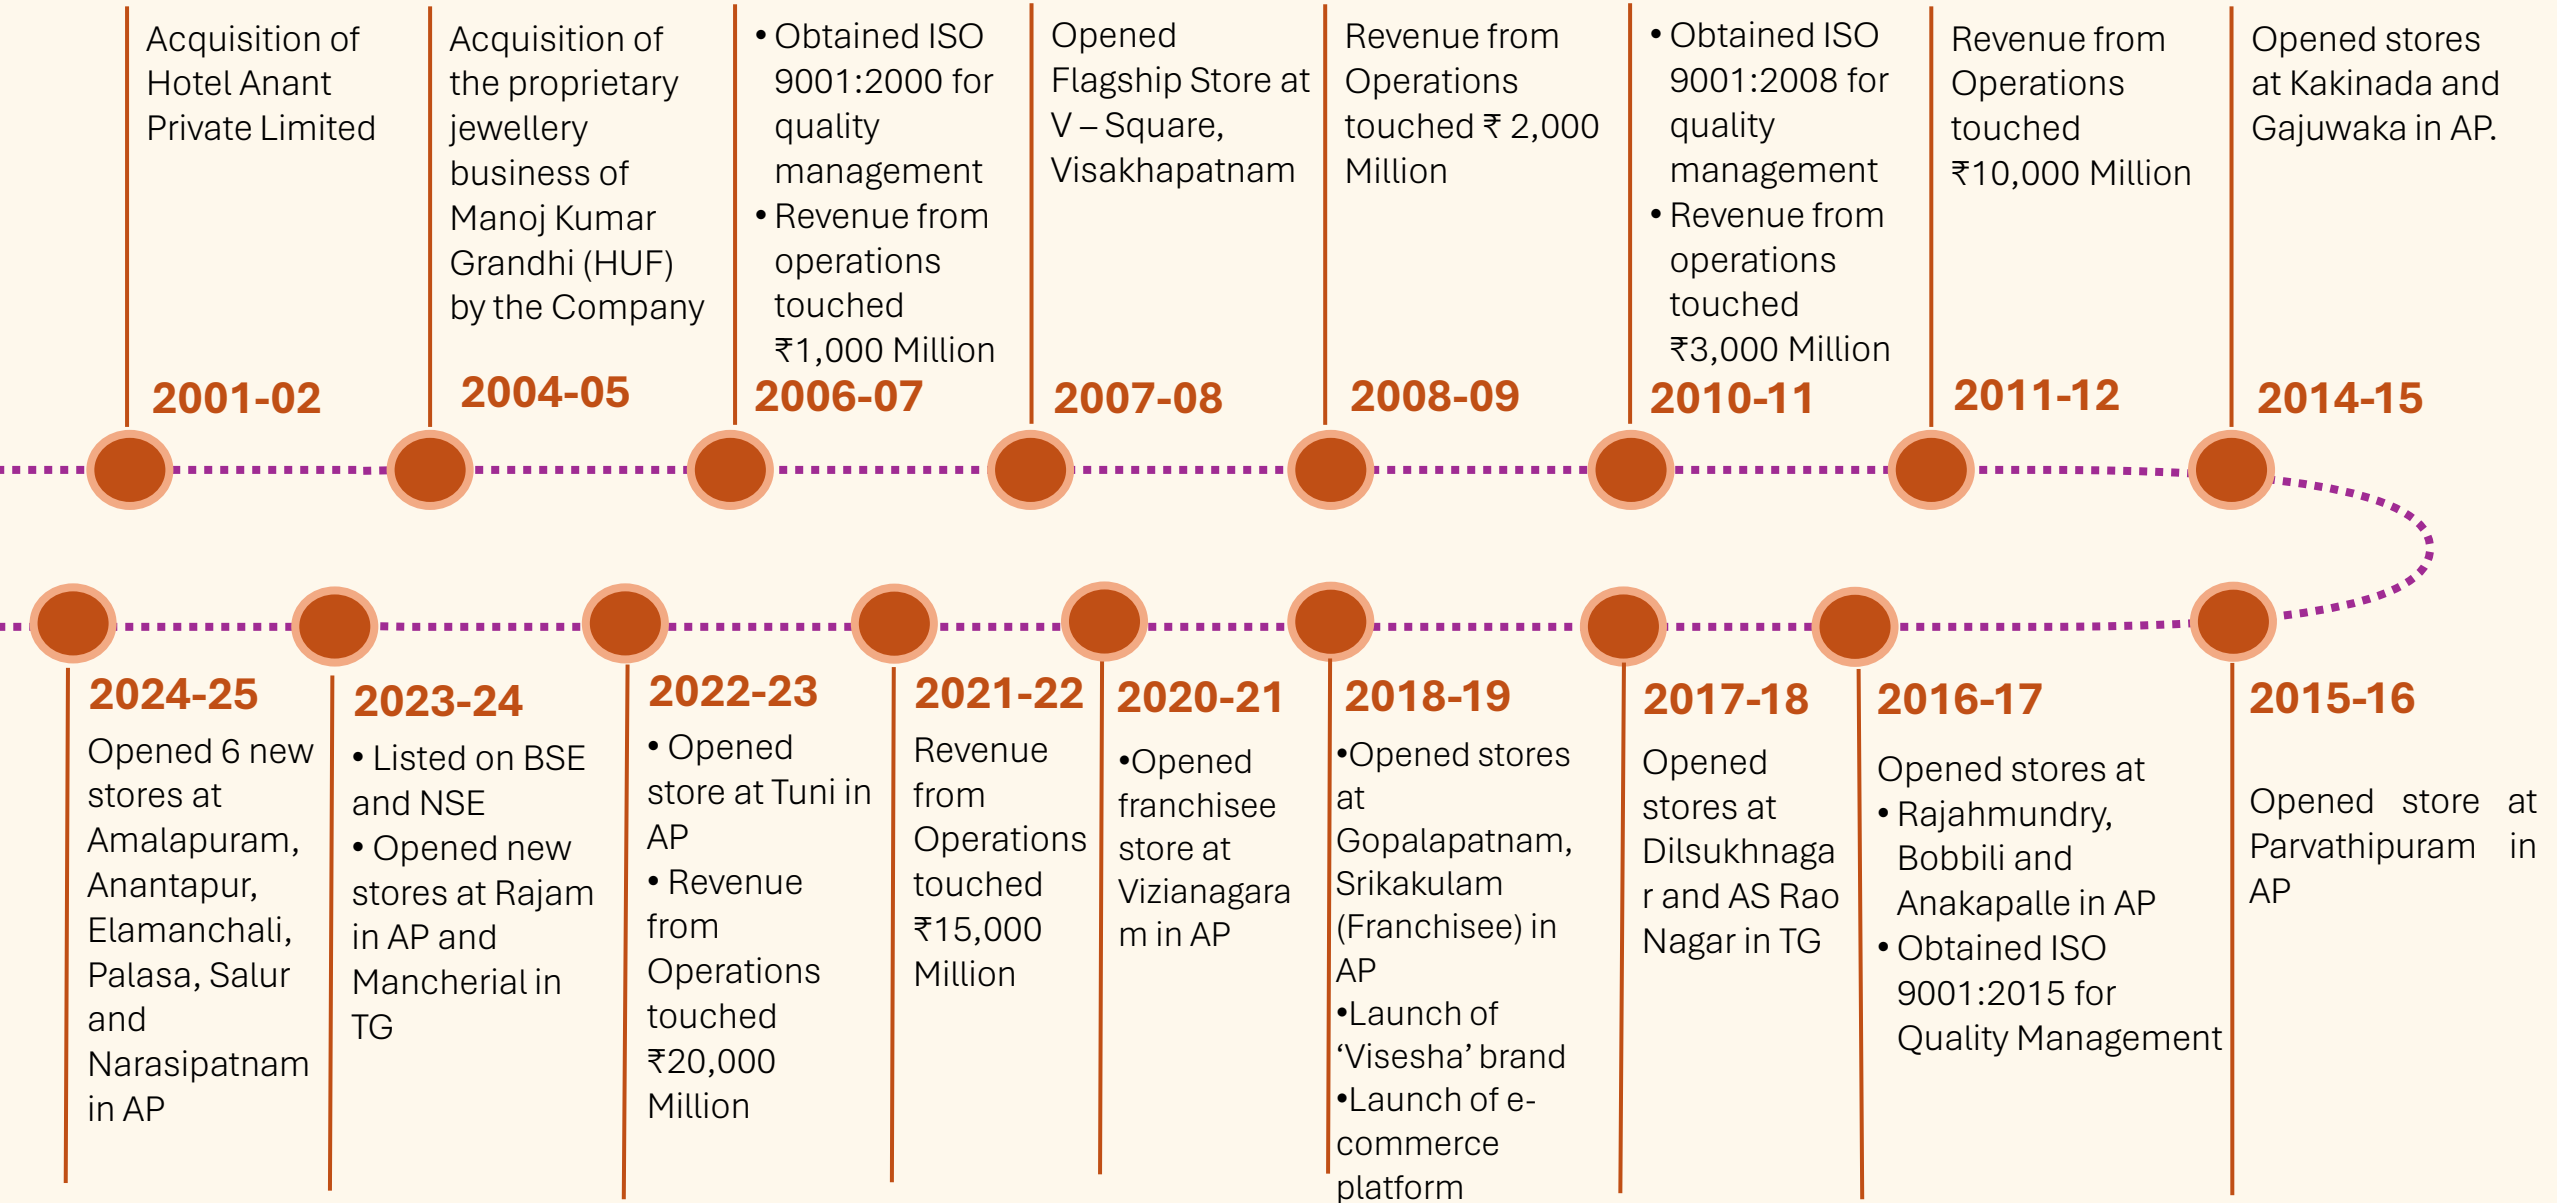 Acquisition of
Hotel Anant
Private Limited
2001-02
Acquisition of
the proprietary
jewellery
business of
Manoj Kumar
Grandhi (HUF)
by the Company
2004-05
• Obtained ISO
9001:2000 for
quality
management
• Revenue from
operations
touched
₹1,000 Million
2006-07
Opened
Flagship Store at
V – Square,
Visakhapatnam
2007-08
Revenue from
Operations
touched ₹ 2,000
Million
2008-09
• Obtained ISO
9001:2008 for
quality
management
• Revenue from
operations
touched
₹3,000 Million
2010-11
Revenue from
Operations
touched
₹10,000 Million
2011-12
Opened stores
at Kakinada and
Gajuwaka in AP.
2014-15
2015-16
Opened store at
Parvathipuram in
AP
2016-17
Opened stores at
• Rajahmundry,
Bobbili and
Anakapalle in AP
• Obtained ISO
9001:2015 for
Quality Management
2017-18
Opened
stores at
Dilsukhnaga
r and AS Rao
Nagar in TG
2018-19
•Opened stores
at
Gopalapatnam,
Srikakulam
(Franchisee) in
AP
•Launch of
‘Visesha’ brand
•Launch of e-
commerce
platform
2020-21
•Opened
franchisee
store at
Vizianagara
m in AP
2021-22
Revenue
from
Operations
touched
₹15,000
Million
2022-23
• Opened
store at Tuni in
AP
• Revenue
from
Operations
touched
₹20,000
Million
2023-24
• Listed on BSE
and NSE
• Opened new
stores at Rajam
in AP and
Mancherial in
TG
2024-25
Opened 6 new
stores at
Amalapuram,
Anantapur,
Elamanchali,
Palasa, Salur
and
Narasipatnam
in AP